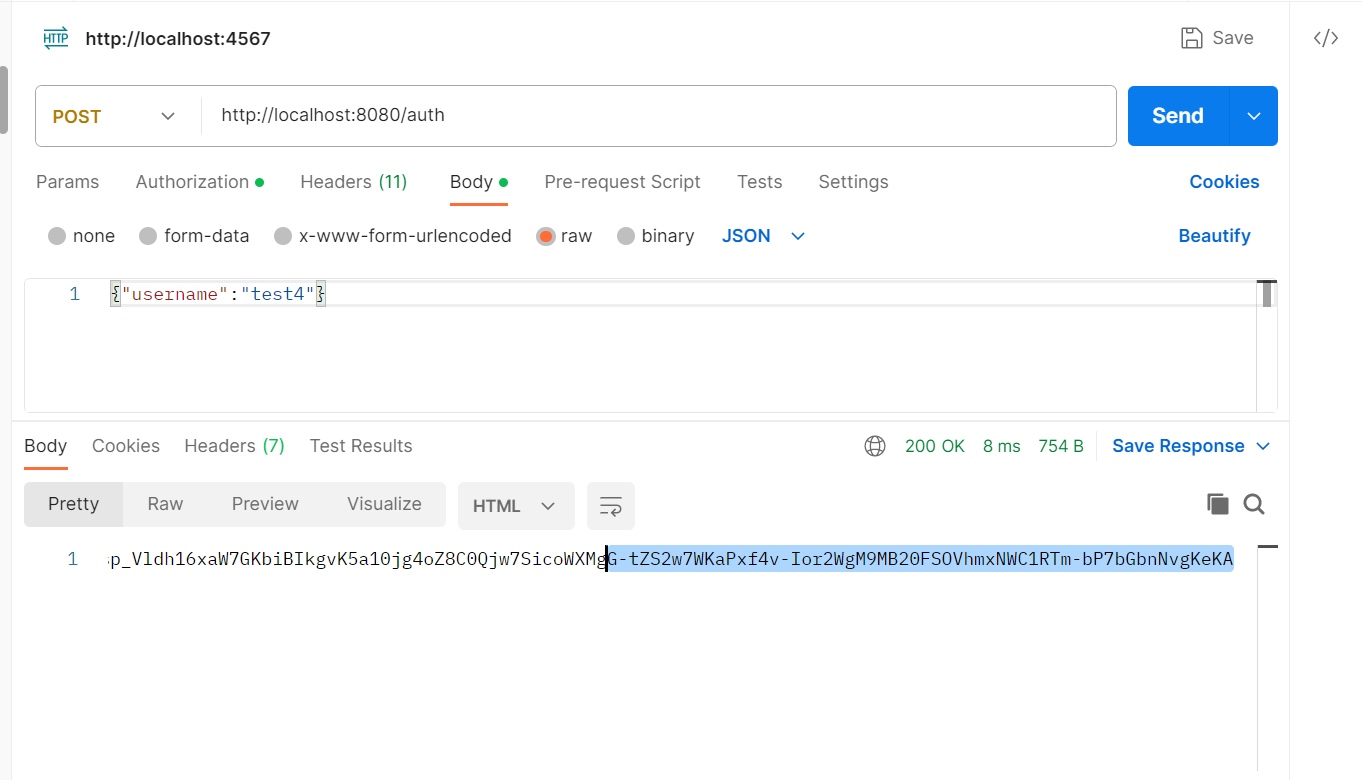 HTTP http://localhost:4567 Save </>
POST http://localhost:8080/auth Send
Params Authorization Headers (11) Body Pre-request Script Tests Settings Cookies
none form-data x-www-form-urlencoded raw binary JSON Beautify
1 {"username":"test4"}
Body Cookies Headers (7) Test Results 200 OK 8 ms 754 B Save Response
Pretty Raw Preview Visualize HTML
1 p_Vldh16xaW7GKbiBIkgvK5a10jg4oZ8C0Qjw7SicoWXMgG-tZS2w7WKaPxf4v-Ior2WgM9MB20FSOVhmxNWC1RTm-bP7bGbnNvgKeKA